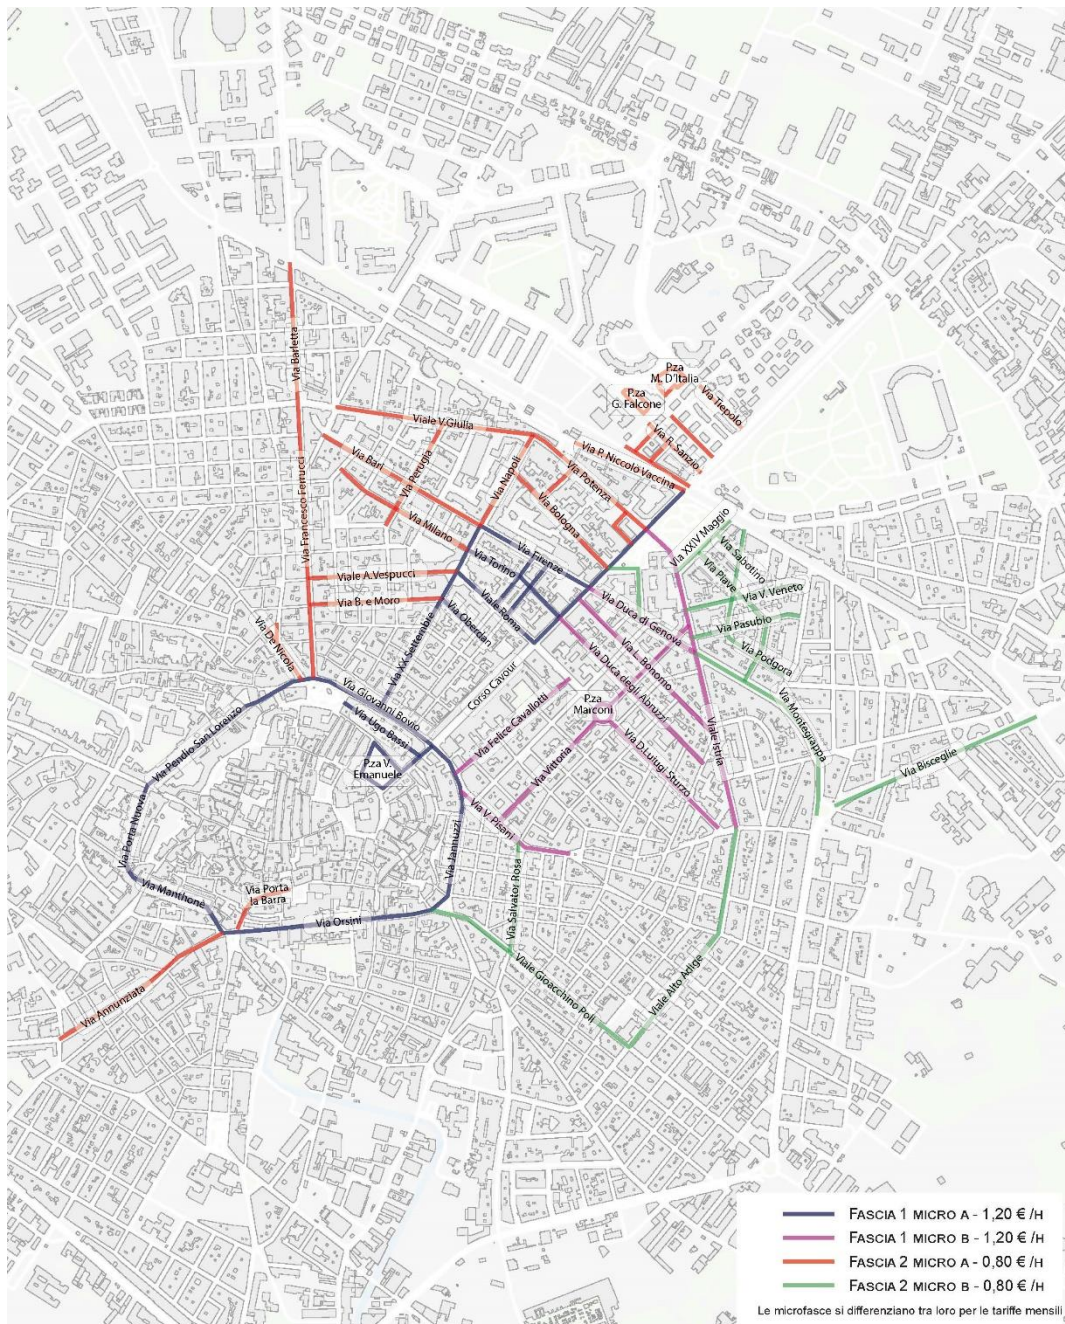 Via Barletta
P.za
M. D'Italia
P.za
G. Falcone
Via Tiepolo
Viale V.Giulia
Via R. Sanzio
Via P. Niccolò Vaccina
Via Bari
Via Perugia
Via Napoli
Via Potenza
Via Bologna
Via Francesco Ferrucci
Via Milano
Via XXIV Maggio
Via Firenze
Via Torino
Via Sabotino
Via Piave
Viale A.Vespucci
Via V. Veneto
Viale Roma
Via B. e Moro
Via Oberdan
Via Duca di Genova
Via Pasubio
Via De Nicola
Via XX Settembre
Via L. Bonomo
Via Podgora
Via Duca degli Abruzzi
Corso Cavour
Via Giovanni Bovio
Via Pendio San Lorenzo
P.za
Marconi
Via Montegrappa
Via Ugo Bassi
Via Felice Cavallotti
Viale Istria
P.za V.
Emanuele
Via Vittoria
Via D.Luiugi Sturzo
Via Bisceglie
Via Porta Nuova
Via V. Pisani
Via Jannuzzi
Via Manthonè
Via Porta
la Barra
Via Salvator Rosa
Via Orsini
Viale Gioacchino Poli
Viale Alto Adige
Via Annunziata
FASCIA 1 MICRO A - 1,20 € /H
FASCIA 1 MICRO B - 1,20 € /H
FASCIA 2 MICRO A - 0,80 € /H
FASCIA 2 MICRO B - 0,80 € /H
Le microfasce si differenziano tra loro per le tariffe mensili